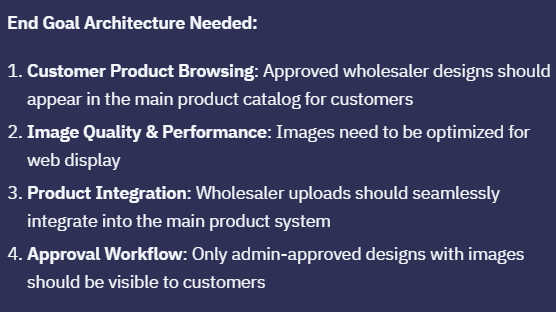 End Goal Architecture Needed:
1. Customer Product Browsing: Approved wholesaler designs should
appear in the main product catalog for customers
2. Image Quality & Performance: Images need to be optimized for
web display
3. Product Integration: Wholesaler uploads should seamlessly
integrate into the main product system
4. Approval Workflow: Only admin-approved designs with images
should be visible to customers